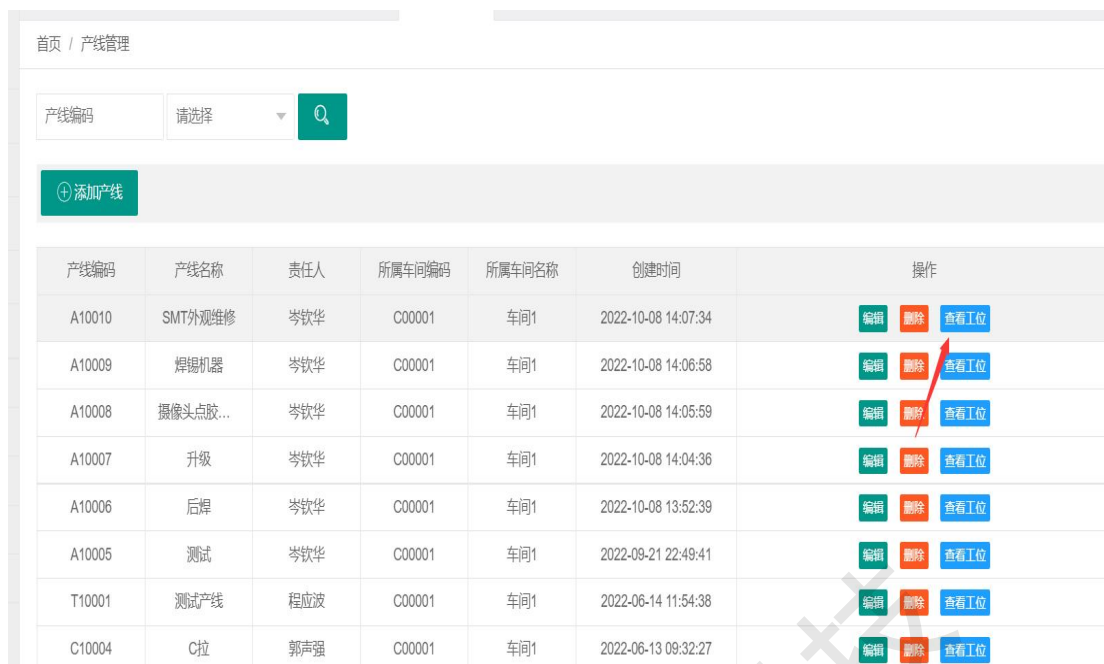 首页 / 产线管理
产线编码 请选择
添加产线
产线编码 产线名称 责任人 所属车间编码 所属车间名称 创建时间 操作
A10010 SMT外观维修 岑钦华 C00001 车间1 2022-10-08 14:07:34 编辑 删除 查看工位
A10009 焊锡机器 岑钦华 C00001 车间1 2022-10-08 14:06:58 编辑 删除 查看工位
A10008 摄像头点胶... 岑钦华 C00001 车间1 2022-10-08 14:05:59 编辑 删除 查看工位
A10007 升级 岑钦华 C00001 车间1 2022-10-08 14:04:36 编辑 删除 查看工位
A10006 后焊 岑钦华 C00001 车间1 2022-10-08 13:52:39 编辑 删除 查看工位
A10005 测试 岑钦华 C00001 车间1 2022-09-21 22:49:41 编辑 删除 查看工位
T10001 测试产线 程应波 C00001 车间1 2022-06-14 11:54:38 编辑 删除 查看工位
C10004 C拉 郭声强 C00001 车间1 2022-06-13 09:32:27 编辑 删除 查看工位
技